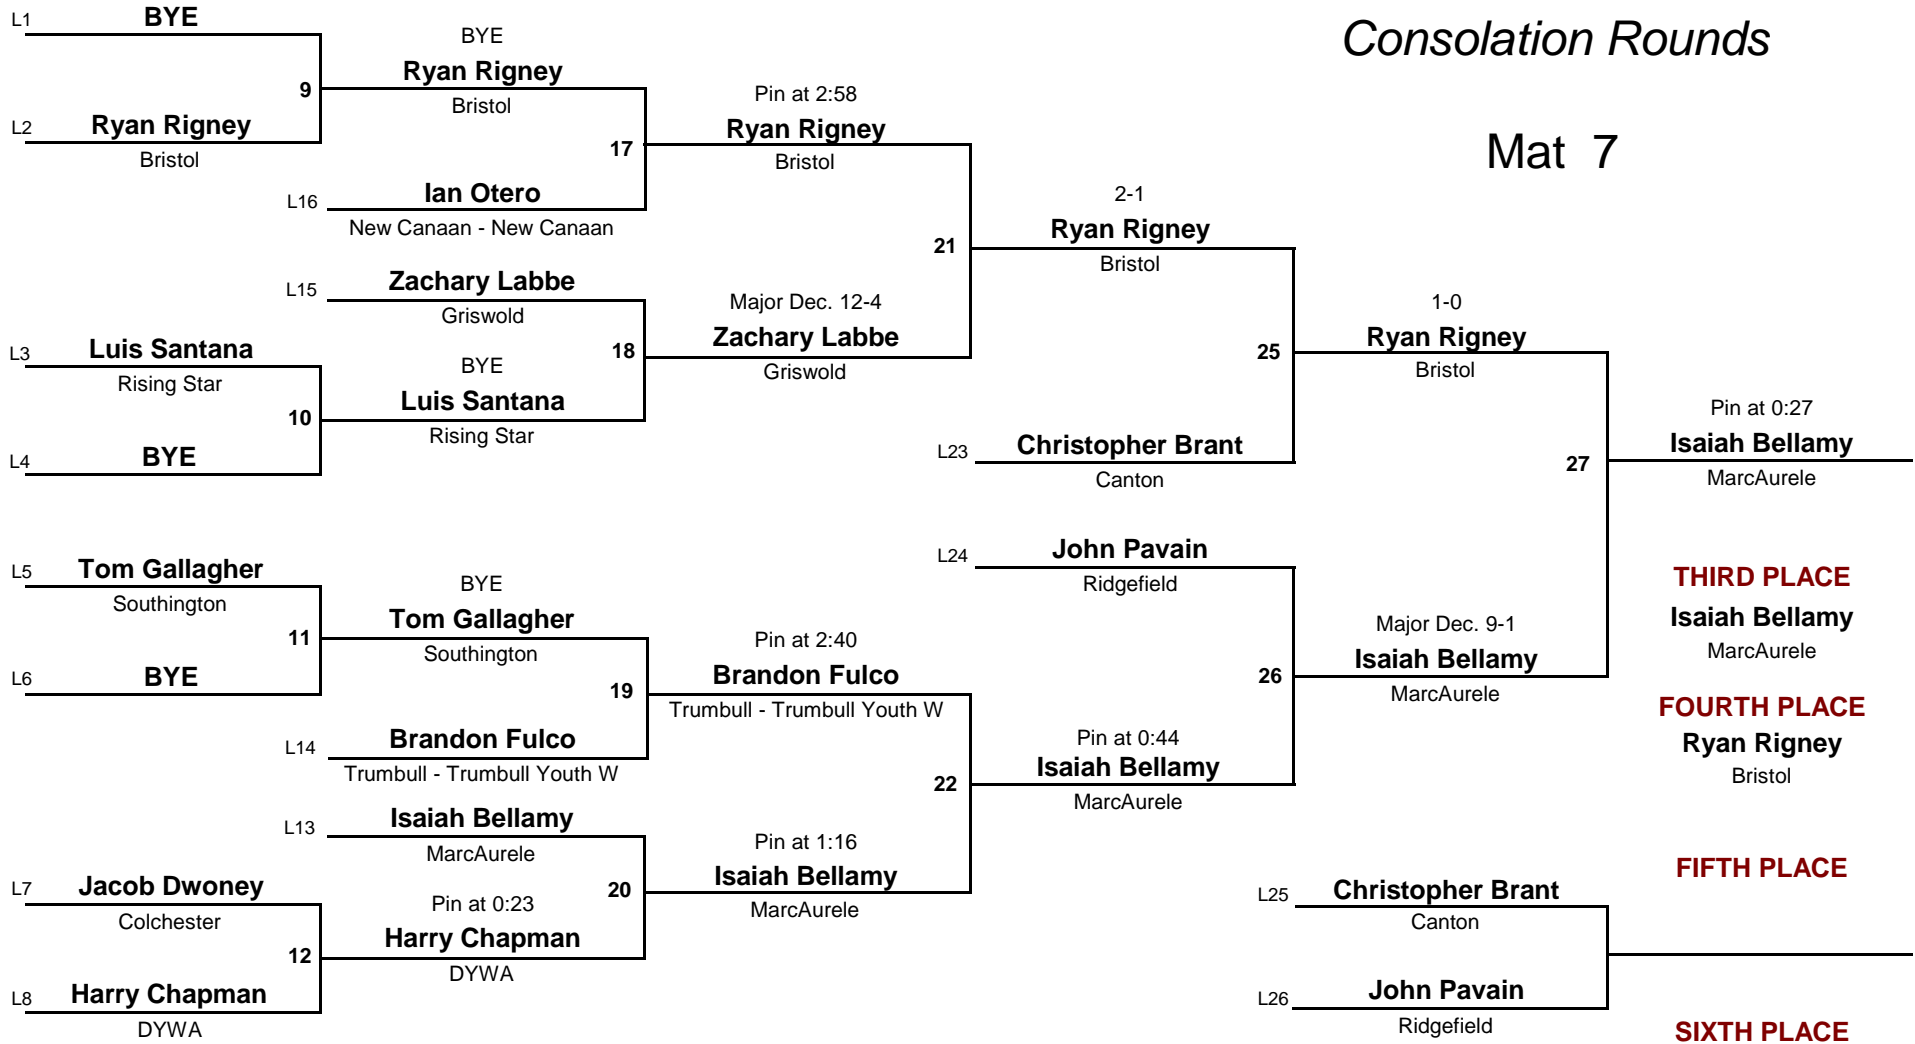 Consolation Rounds
Mat 7
L1 BYE
9
L2 Ryan Rigney
Bristol
BYE
Ryan Rigney
Bristol
17
L16 Ian Otero
New Canaan - New Canaan
Pin at 2:58
Ryan Rigney
Bristol
21
L15 Zachary Labbe
Griswold
18
L3 Luis Santana
Rising Star
10
L4 BYE
BYE
Luis Santana
Rising Star
Major Dec. 12-4
Zachary Labbe
Griswold
2-1
Ryan Rigney
Bristol
25
L23 Christopher Brant
Canton
1-0
Ryan Rigney
Bristol
27
L5 Tom Gallagher
Southington
11
L6 BYE
BYE
Tom Gallagher
Southington
19
L14 Brandon Fulco
Trumbull - Trumbull Youth W
Pin at 2:40
Brandon Fulco
Trumbull - Trumbull Youth W
22
L13 Isaiah Bellamy
MarcAurele
20
L7 Jacob Dwoney
Colchester
12
L8 Harry Chapman
DYWA
Pin at 0:23
Harry Chapman
DYWA
Pin at 1:16
Isaiah Bellamy
MarcAurele
L24 John Pavain
Ridgefield
26
Pin at 0:44
Isaiah Bellamy
MarcAurele
Major Dec. 9-1
Isaiah Bellamy
MarcAurele
Pin at 0:27
Isaiah Bellamy
MarcAurele
THIRD PLACE
Isaiah Bellamy
MarcAurele
FOURTH PLACE
Ryan Rigney
Bristol
L25 Christopher Brant
Canton
L26 John Pavain
Ridgefield
FIFTH PLACE
SIXTH PLACE